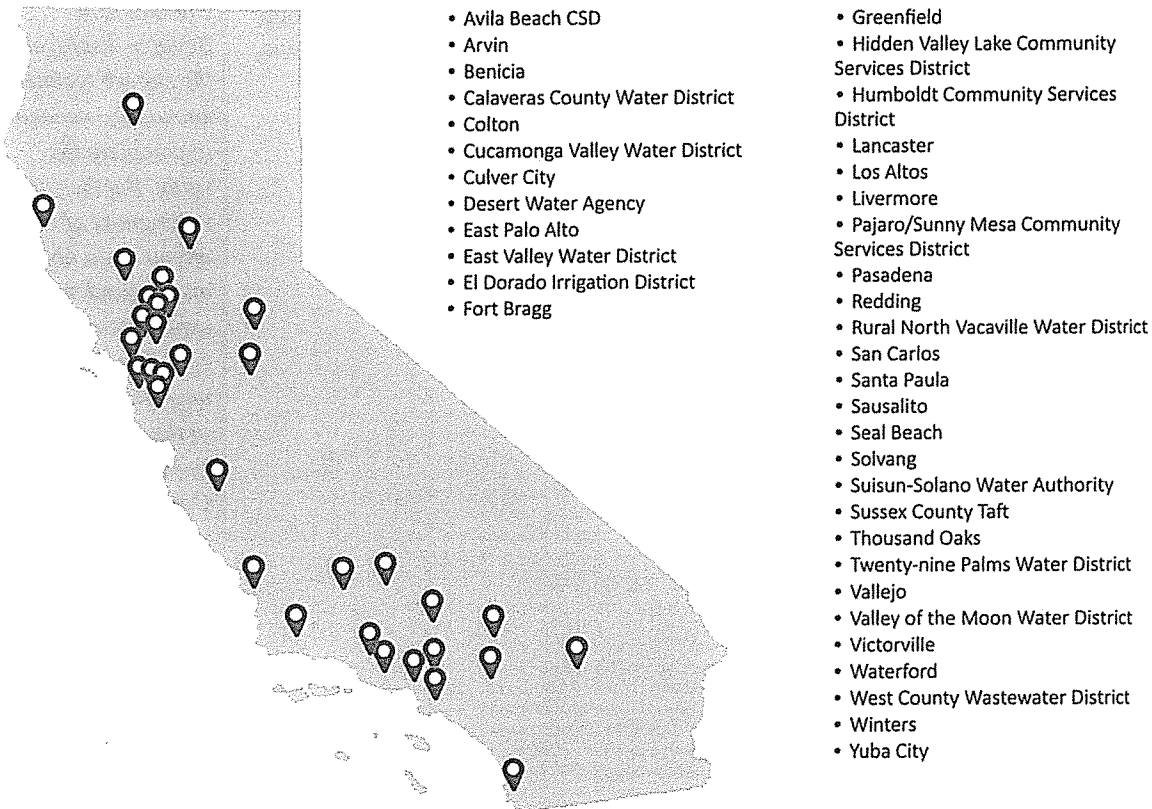 • Avila Beach CSD
• Arvin
• Benicia
• Calaveras County Water District
• Colton
• Cucamonga Valley Water District
• Culver City
• Desert Water Agency
• East Palo Alto
• East Valley Water District
• El Dorado Irrigation District
• Fort Bragg
• Greenfield
• Hidden Valley Lake Community
Services District
• Humboldt Community Services
District
• Lancaster
• Los Altos
• Livermore
• Pajaro/Sunny Mesa Community
Services District
• Pasadena
• Redding
• Rural North Vacaville Water District
• San Carlos
• Santa Paula
• Sausalito
• Seal Beach
• Solvang
• Suisun-Solano Water Authority
• Sussex County Taft
• Thousand Oaks
• Twenty-nine Palms Water District
• Vallejo
• Valley of the Moon Water District
• Victorville
• Waterford
• West County Wastewater District
• Winters
• Yuba City